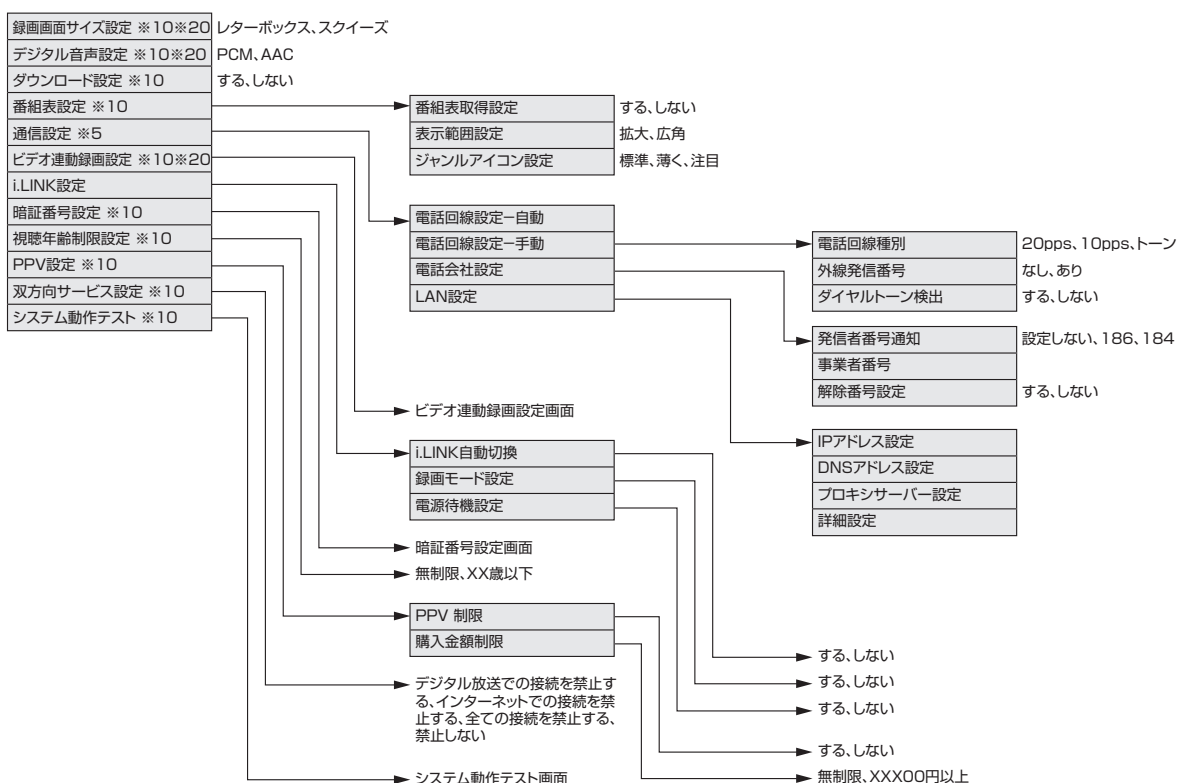 録画画面サイズ設定 ※10※20 レターボックス、スクイーズ
デジタル音声設定 ※10※20 PCM、AAC
ダウンロード設定 ※10 する、しない
番組表設定 ※10
通信設定 ※5
ビデオ連動録画設定 ※10※20
i.LINK設定
暗証番号設定 ※10
視聴年齢制限設定 ※10
PPV設定 ※10
双方向サービス設定 ※10
システム動作テスト ※10
番組表取得設定 する、しない
表示範囲設定 拡大、広角
ジャンルアイコン設定 標準、薄く、注目
電話回線設定−自動
電話回線設定−手動
電話会社設定
LAN設定
電話回線種別 20pps、10pps、トーン
外線発信番号 なし、あり
ダイヤルトーン検出 する、しない
発信者番号通知 設定しない、186、184
事業者番号
解除番号設定 する、しない
IPアドレス設定
DNSアドレス設定
プロキシサーバー設定
詳細設定
ビデオ連動録画設定画面
i.LINK自動切換
録画モード設定
電源待機設定
暗証番号設定画面
無制限、XX歳以下
PPV 制限
購入金額制限
デジタル放送での接続を禁止す
る、インターネットでの接続を禁
止する、全ての接続を禁止する、
禁止しない
システム動作テスト画面
する、しない
する、しない
する、しない
する、しない
無制限、XXX00円以上